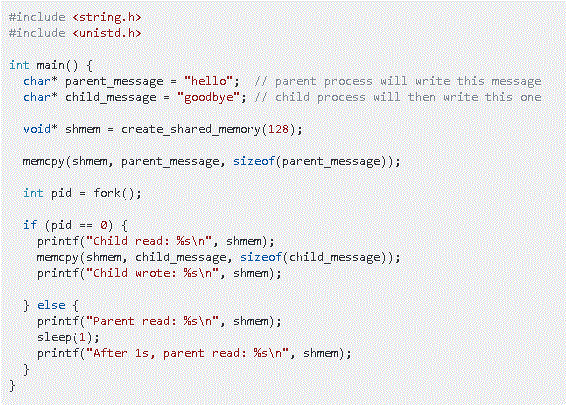 #include <string.h>
#include <unistd.h>
int main() {
char* parent_message = "hello"; // parent process will write this message
char* child_message = "goodbye"; // child process will then write this one
void* shmem = create_shared_memory(128);
memcpy(shmem, parent_message, sizeof(parent_message));
int pid = fork();
if (pid == 0) {
printf("Child read: %s\n", shmem);
memcpy(shmem, child_message, sizeof(child_message));
printf("Child wrote: %s\n", shmem);
} else {
printf("Parent read: %s\n", shmem);
sleep(1);
printf("After 1s, parent read: %s\n", shmem);
}
}